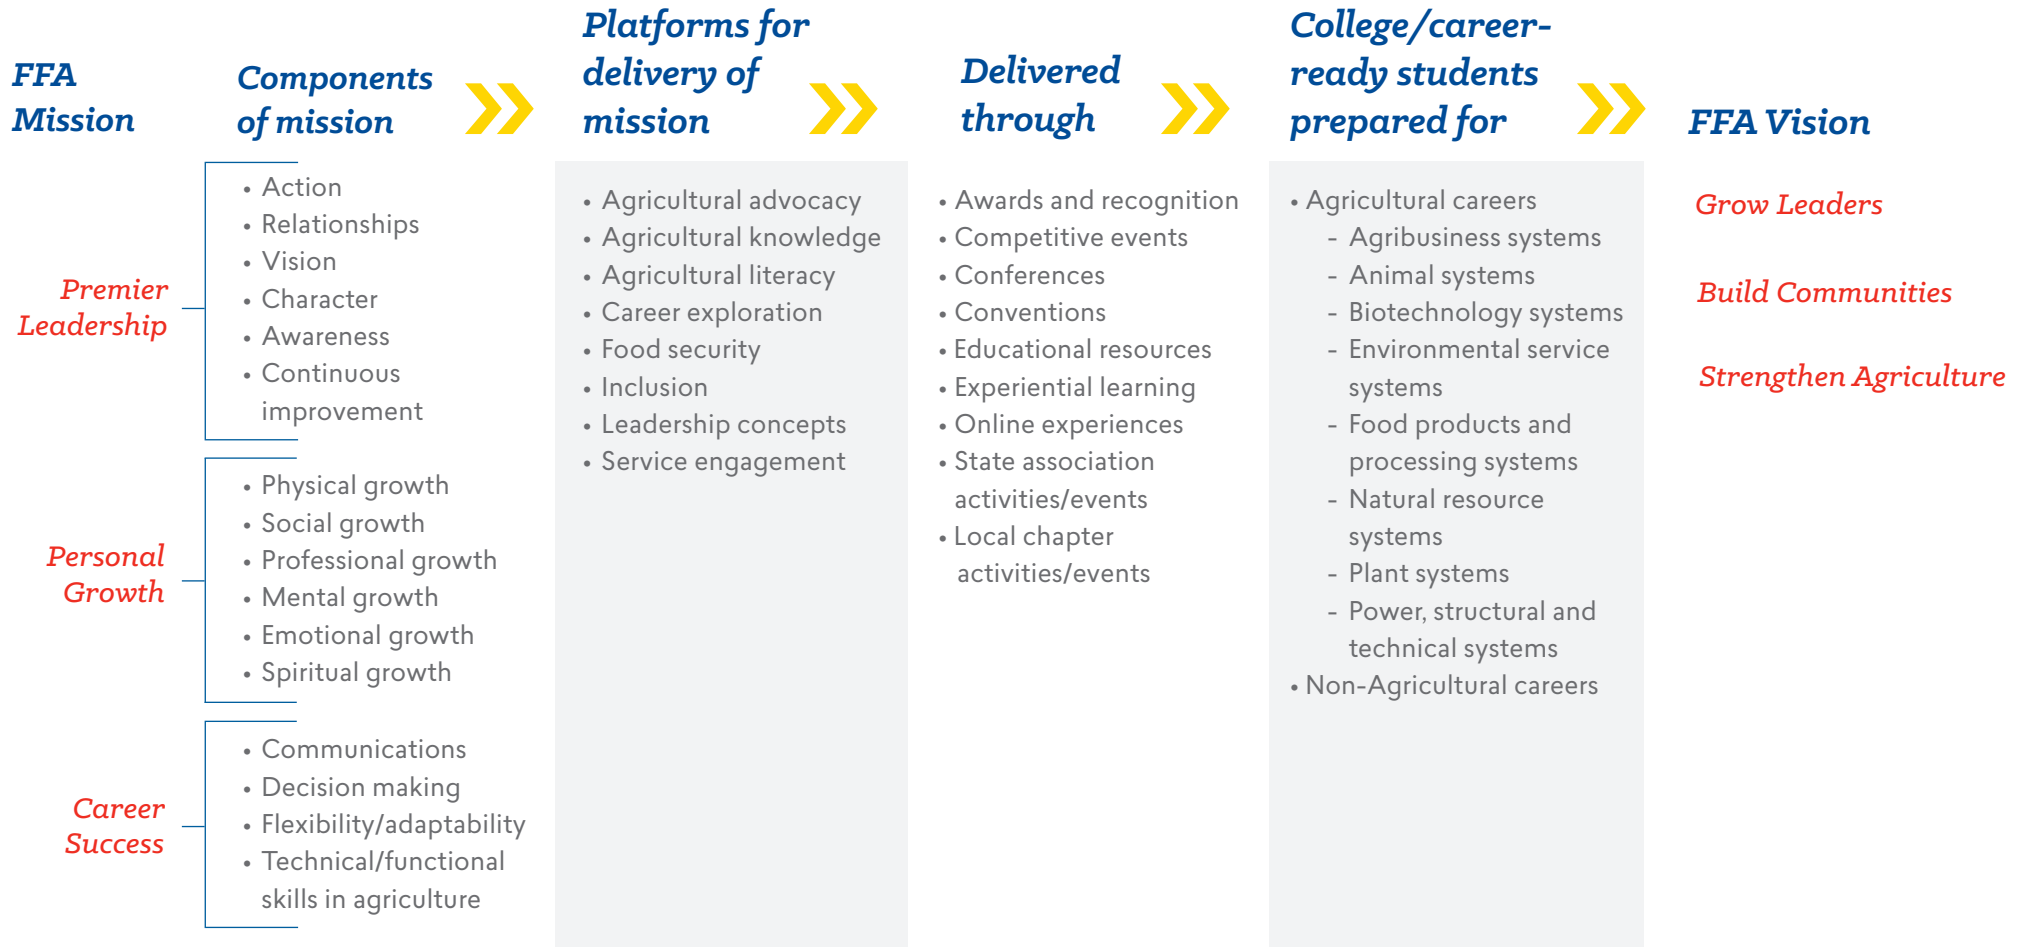 FFA
Mission
Components
of mission
Platforms for
delivery of
mission
Delivered
through
College/career-
ready students
prepared for
FFA Vision
Premier
Leadership
• Action
• Relationships
• Vision
• Character
• Awareness
• Continuous
improvement
Personal
Growth
• Physical growth
• Social growth
• Professional growth
• Mental growth
• Emotional growth
• Spiritual growth
Career
Success
• Communications
• Decision making
• Flexibility/adaptability
• Technical/functional
skills in agriculture
• Agricultural advocacy
• Agricultural knowledge
• Agricultural literacy
• Career exploration
• Food security
• Inclusion
• Leadership concepts
• Service engagement
• Awards and recognition
• Competitive events
• Conferences
• Conventions
• Educational resources
• Experiential learning
• Online experiences
• State association
activities/events
• Local chapter
activities/events
• Agricultural careers
- Agribusiness systems
- Animal systems
- Biotechnology systems
- Environmental service
systems
- Food products and
processing systems
- Natural resource
systems
- Plant systems
- Power, structural and
technical systems
• Non-Agricultural careers
Grow Leaders
Build Communities
Strengthen Agriculture